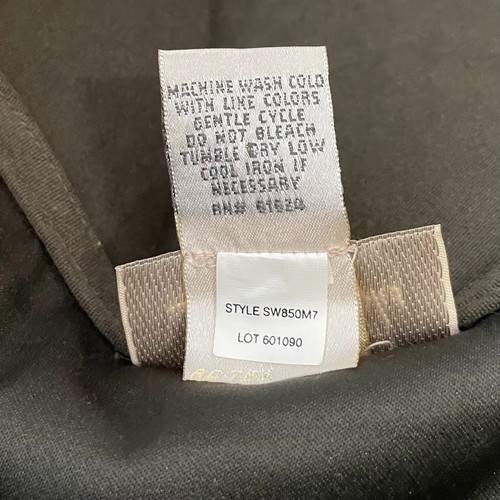 MACHINE WASH COLD
WITH LIKE COLORS
GENTLE CYCLE
DO NOT BLEACH
TUMBLE DRY LOW
COOL IRON IF
NECESSARY
RN# 61820
STYLE SW850M7
LOT 601090